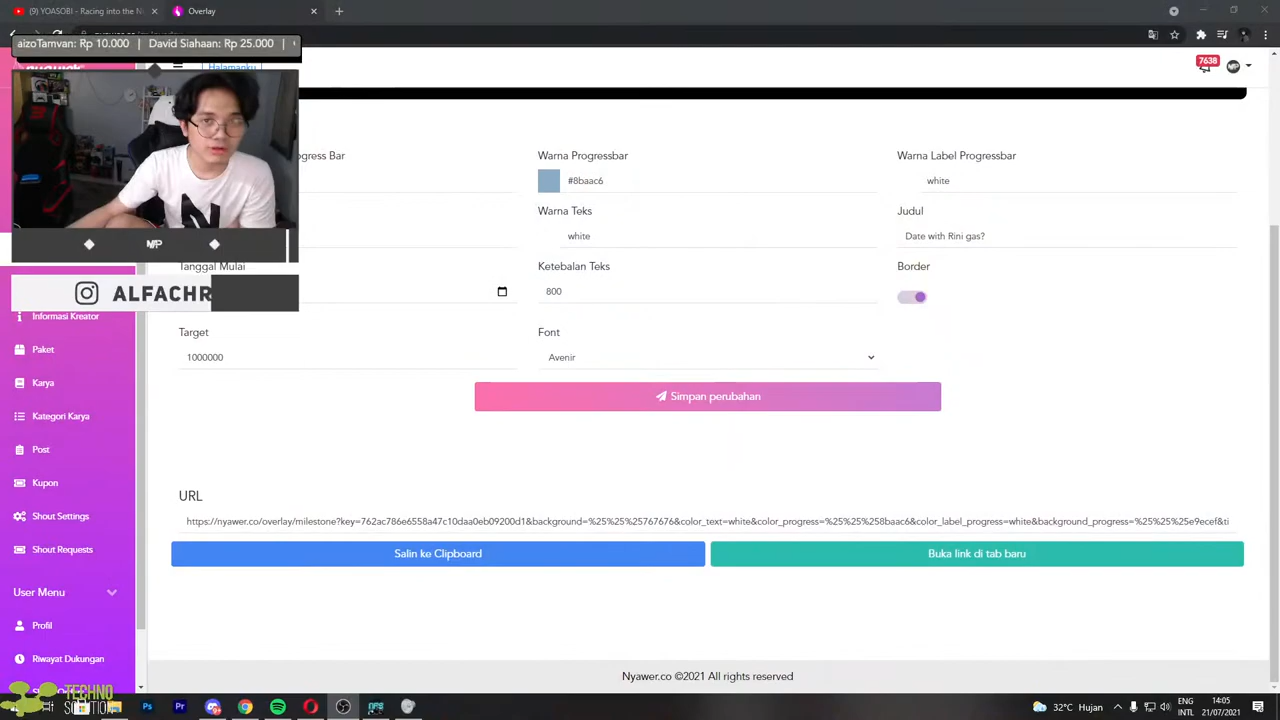 (9) YOASOBI - Racing into the N
Overlay
aizoTamvan: Rp 10.000 | David Siahaan: Rp 25.000 |
Halamanku
7638
ogress Bar
Warna Progressbar
Warna Label Progressbar
#8baac6
white
Warna Teks
Judul
white
Date with Rini gas?
Tanggal Mulai
Ketebalan Teks
Border
ALFACHR
800
Informasi Kreator
Target
Font
Paket
1000000
Avenir
Karya
Simpan perubahan
Kategori Karya
Post
Kupon
URL
Shout Settings
https://nyawer.co/overlay/milestone?key=762ac786e6558a47c10daa0eb09200d1&background=%25%25%25767676&color_text=white&color_progress=%25%25%258baac6&color_label_progress=white&background_progress=%25%25%25e9ecef&ti
Shout Requests
Salin ke Clipboard
Buka link di tab baru
User Menu
Profil
Riwayat Dukungan
Nyawer.co ©2021 All rights reserved
TECHNO
SOLUTION
32°C Hujan
ENG
INTL
14:05
21/07/2021